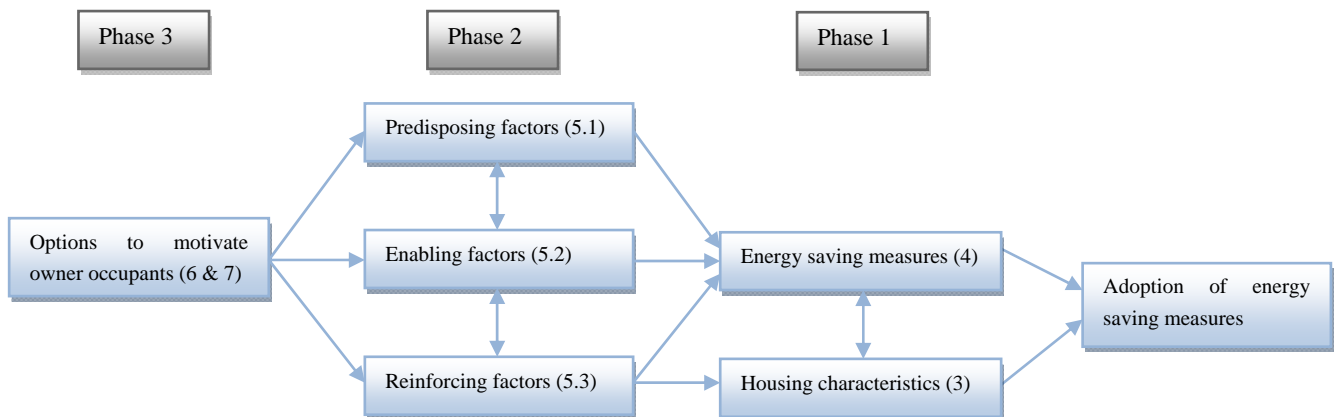 Phase 3
Phase 2
Phase 1
Predisposing factors (5.1)
Options to motivate
owner occupants (6 & 7)
Enabling factors (5.2)
Energy saving measures (4)
Adoption of energy
saving measures
Reinforcing factors (5.3)
Housing characteristics (3)